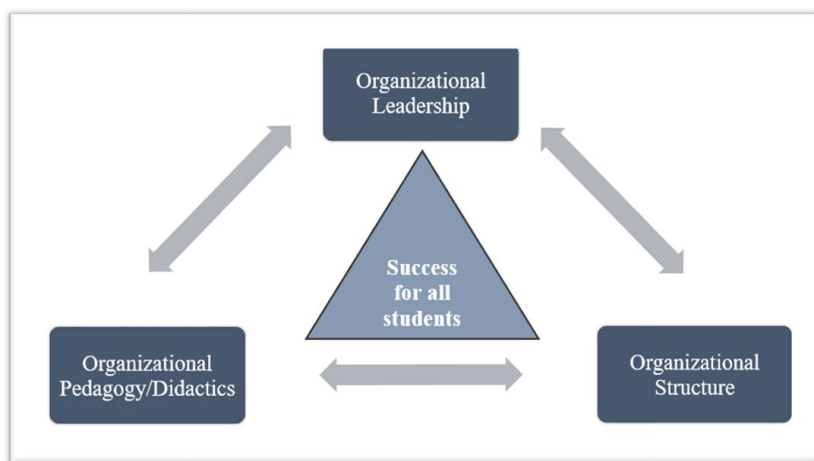 Organizational
Leadership
Success
for all
students
Organizational
Pedagogy/Didactics
Organizational
Structure